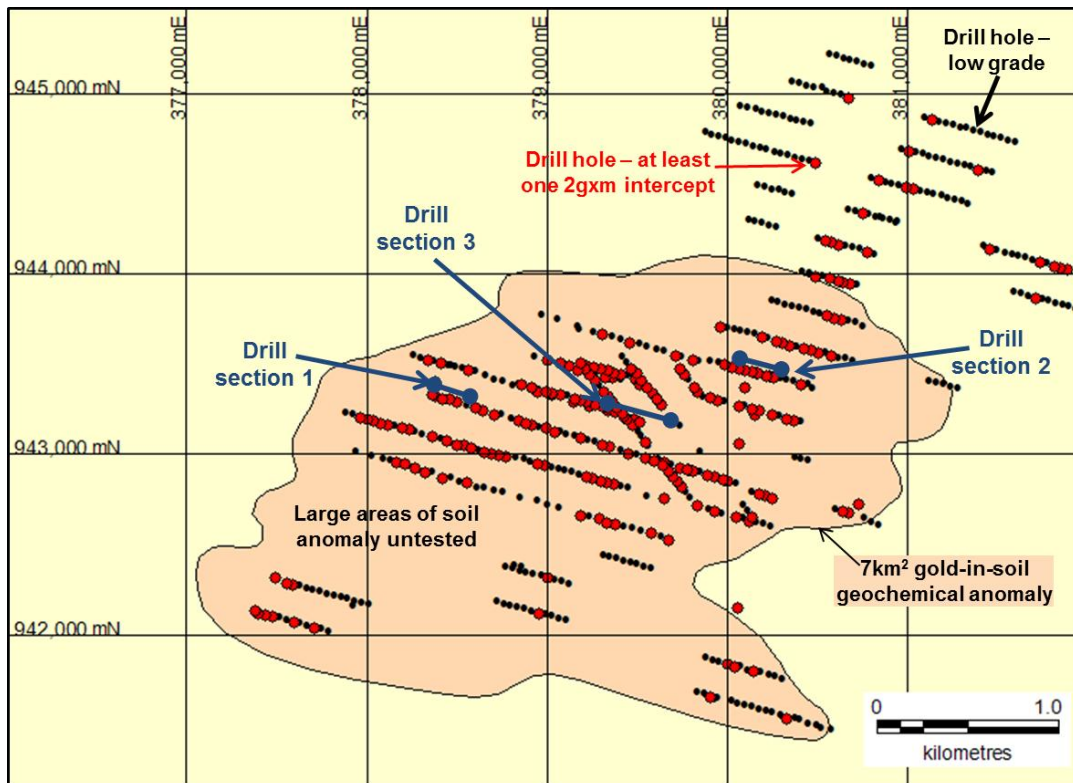 377,000 mE
378,000 mE
379,000 mE
380,000 mE
381,000 mE
945,000 mN
Drill hole –
low grade
Drill hole – at least
one 2gxm intercept
Drill
section 3
944,000 mN
Drill
section 1
Drill
section 2
943,000 mN
Large areas of soil
anomaly untested
7km² gold-in-soil
geochemical anomaly
942,000 mN
0 1.0
kilometres